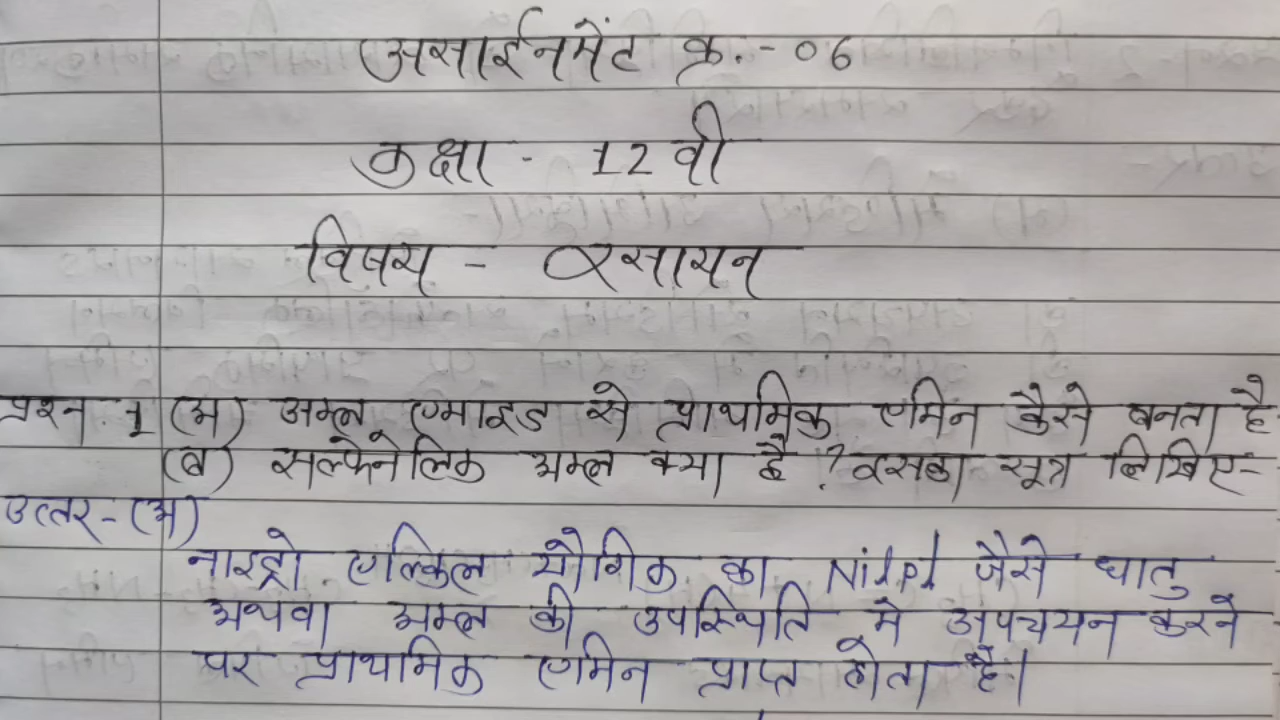 असाईनमेंट क्र.- 06
कक्षा - 12 वी
विषय - रसायन
प्रश्न.1 (अ) अम्ल एमाइड से प्राथमिक एमिन कैसे बनता है
(ब) सल्फेनेलिक अम्ल क्या है? इसका सूत्र लिखिए-
उत्तर-(अ)
नाइट्रो एल्किल यौगिक का Ni/Pt जैसे धातु
अथवा अम्ल की उपस्थिति मे अपचयन करने
पर प्राथमिक एमिन प्राप्त होता है।